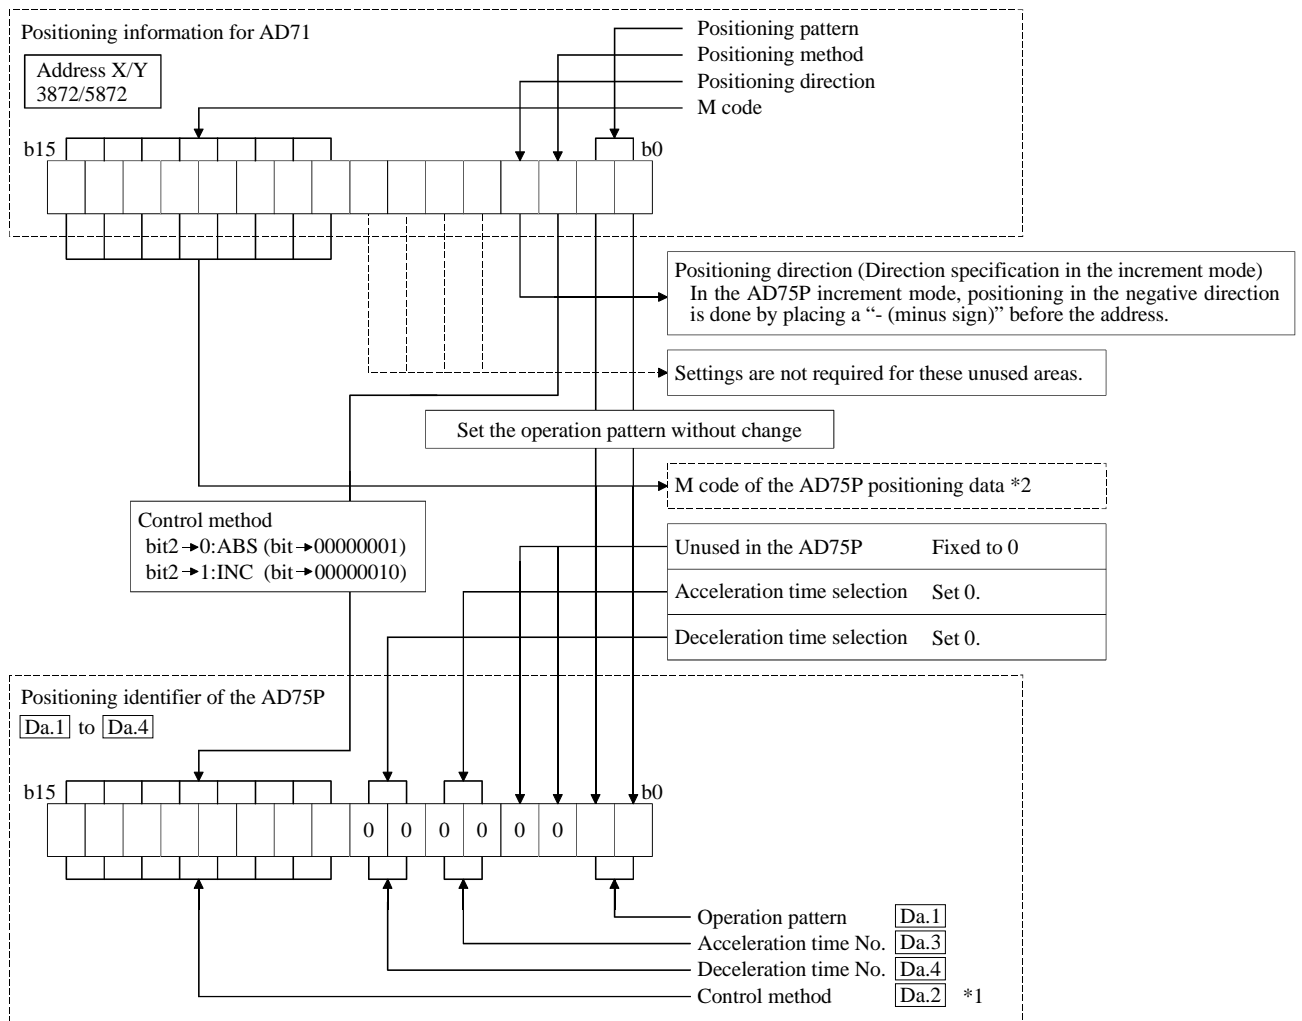 Positioning information for AD71
Address X/Y
3872/5872
Positioning pattern
Positioning method
Positioning direction
M code
b15
b0
Positioning direction (Direction specification in the increment mode)
In the AD75P increment mode, positioning in the negative direction
is done by placing a “- (minus sign)” before the address.
Settings are not required for these unused areas.
Set the operation pattern without change
M code of the AD75P positioning data *2
Control method
bit2→0:ABS (bit→00000001)
bit2→1:INC (bit→00000010)
Unused in the AD75P Fixed to 0
Acceleration time selection Set 0.
Deceleration time selection Set 0.
Positioning identifier of the AD75P
Da.1 to Da.4
b15
b0
0 0 0 0 0 0
Operation pattern Da.1
Acceleration time No. Da.3
Deceleration time No. Da.4
Control method Da.2 *1